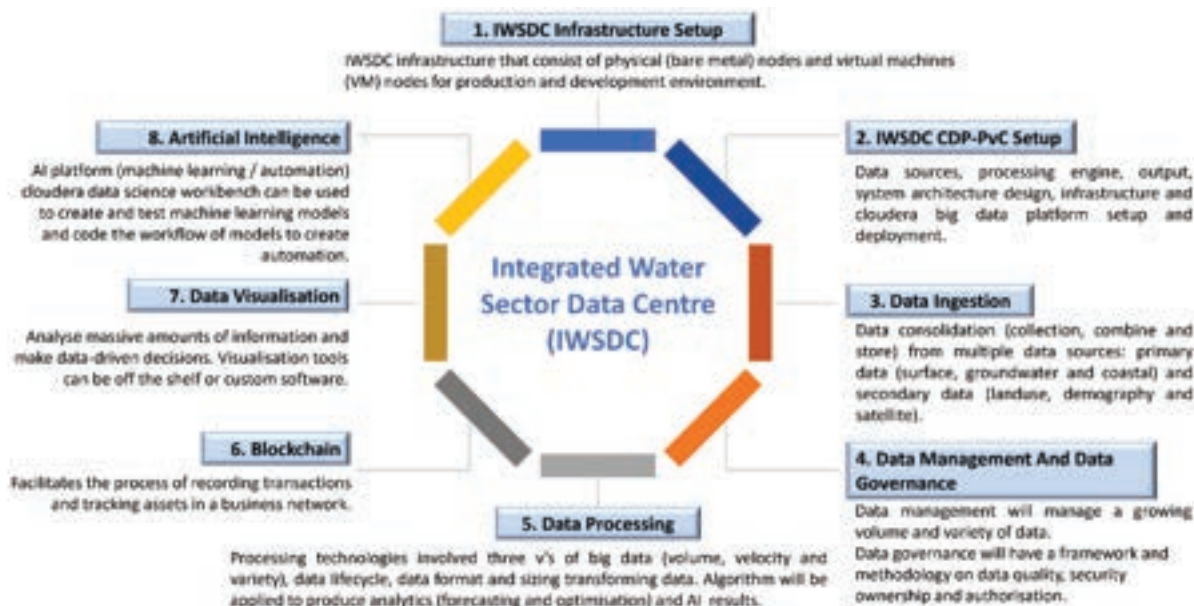 1. IWSDC Infrastructure Setup
IWSDC infrastructure that consist of physical (bare metal) nodes and virtual machines
(VM) nodes for production and development environment.
2. IWSDC CDP-PvC Setup
Data sources, processing engine, output,
system architecture design, infrastructure and
cloudera big data platform setup and
deployment.
3. Data Ingestion
Data consolidation (collection, combine and
store) from multiple data sources: primary
data (surface, groundwater and coastal) and
secondary data (landuse, demography and
satellite).
4. Data Management And Data
Governance
Data management will manage a growing
volume and variety of data.
Data governance will have a framework and
methodology on data quality, security
ownership and authorisation.
5. Data Processing
Processing technologies involved three v's of big data (volume, velocity and
variety), data lifecycle, data format and sizing transforming data. Algorithm will be
applied to produce analytics (forecasting and optimisation) and AI results.
6. Blockchain
Facilitates the process of recording transactions
and tracking assets in a business network.
7. Data Visualisation
Analyse massive amounts of information and
make data-driven decisions. Visualisation tools
can be off the shelf or custom software.
8. Artificial Intelligence
AI platform (machine learning / automation)
cloudera data science workbench can be used
to create and test machine learning models
and code the workflow of models to create
automation.
Integrated Water
Sector Data Centre
(IWSDC)